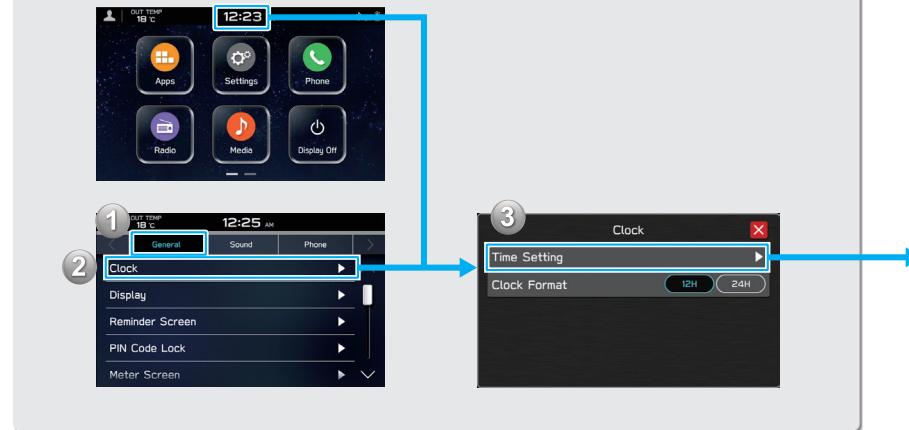 OUT TEMP
18 ℃
12:23
Apps
Settings
Phone
Radio
Media
Display Off
1
OUT TEMP
18 ℃
12:25 AM
General
Sound
Phone
2
Clock
Display
Reminder Screen
PIN Code Lock
Meter Screen
3
Clock
Time Setting
Clock Format
12H
24H